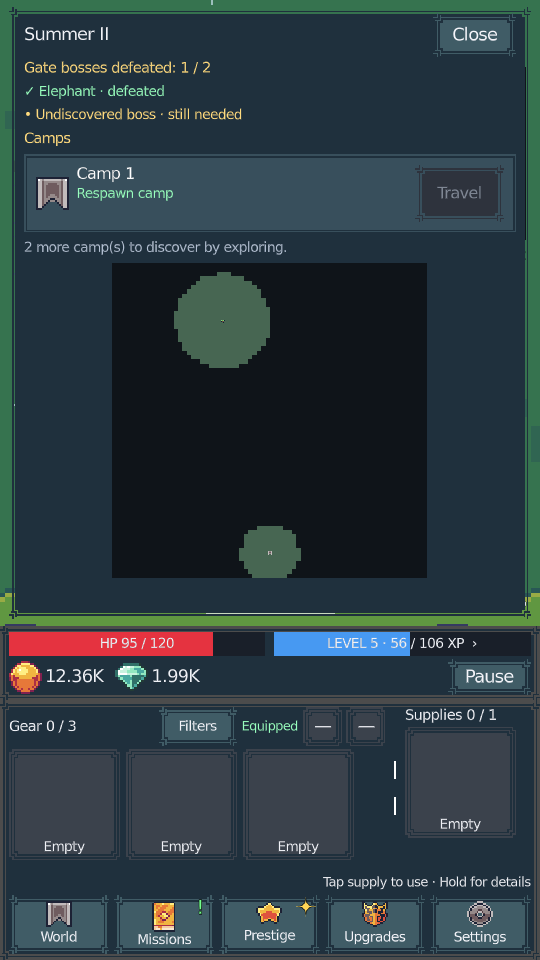 Summer II
Close
Gate bosses defeated: 1 / 2
✓ Elephant · defeated
• Undiscovered boss · still needed
Camps
Camp 1
Respawn camp
Travel
2 more camp(s) to discover by exploring.
HP 95 / 120
LEVEL 5 · 56 / 106 XP ›
12.36K
1.99K
Pause
Gear 0 / 3
Filters
Equipped
—
—
Supplies 0 / 1
Empty
Empty
Empty
Empty
Tap supply to use · Hold for details
World
Missions
!
Prestige
Upgrades
Settings